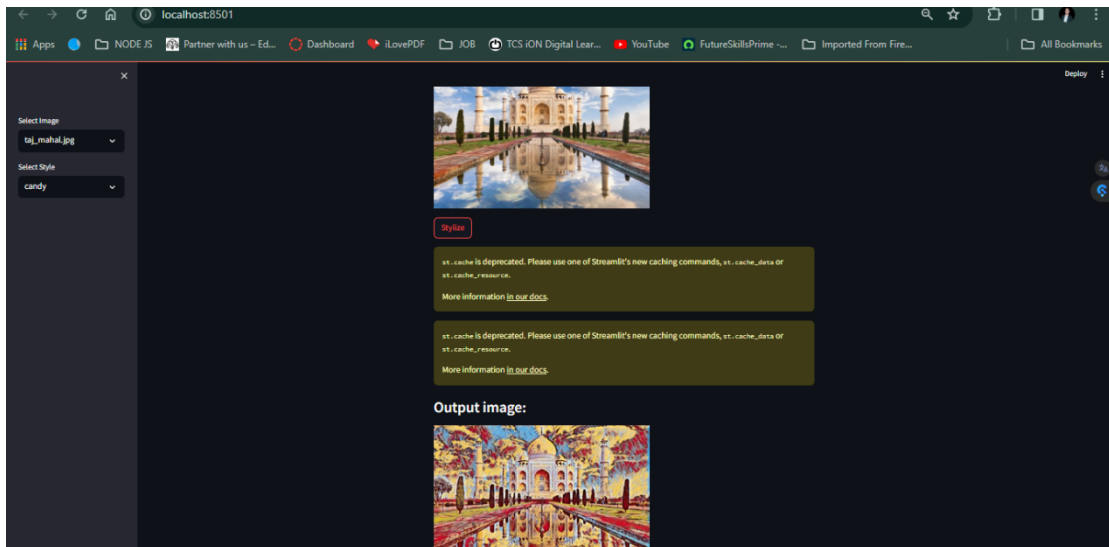 localhost:8501
Apps
NODE JS
Partner with us – Ed...
Dashboard
iLovePDF
JOB
TCS iON Digital Lear...
YouTube
FutureSkillsPrime -...
Imported From Fire...
All Bookmarks
Deploy
Select Image
taj_mahal.jpg
Select Style
candy
Stylize
st.cache is deprecated. Please use one of Streamlit's new caching commands, st.cache_data or
st.cache_resource.
More information in our docs.
st.cache is deprecated. Please use one of Streamlit's new caching commands, st.cache_data or
st.cache_resource.
More information in our docs.
Output image: